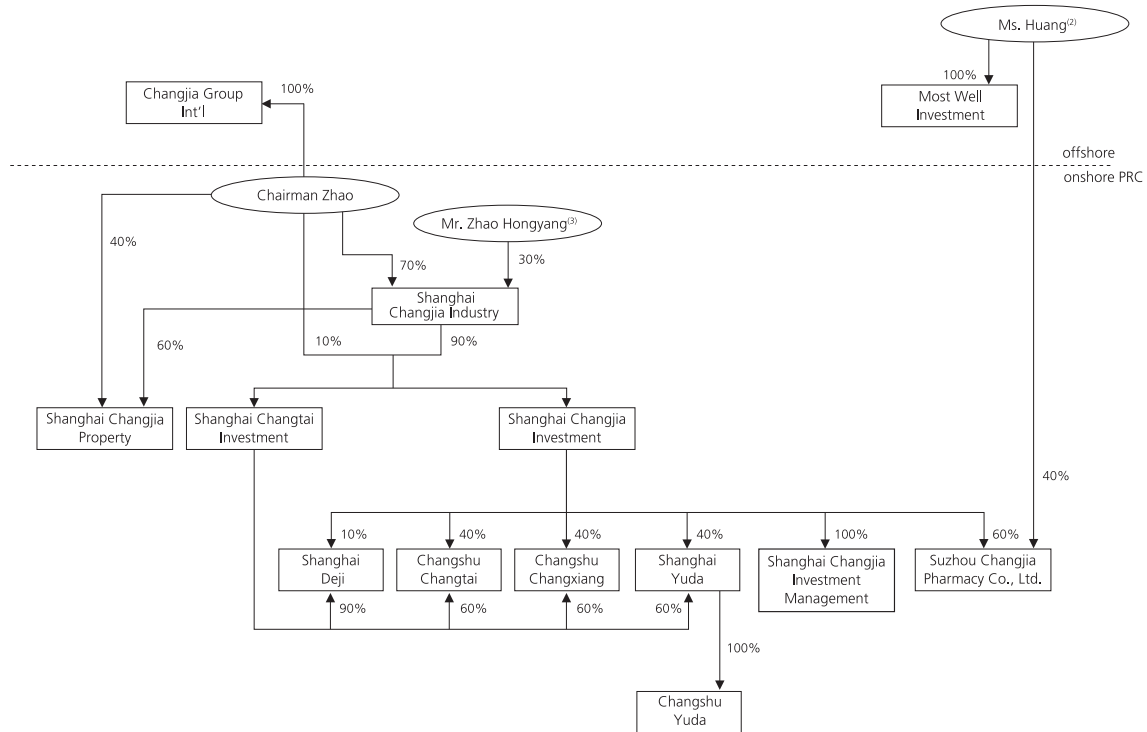 Ms. Huang(2)
100%
Changjia Group
Int'l
100%
Most Well
Investment
offshore
onshore PRC
Chairman Zhao
Mr. Zhao Hongyang(3)
40%
70%
30%
Shanghai
Changjia Industry
60%
10%
90%
Shanghai Changjia
Property
Shanghai Changtai
Investment
Shanghai Changjia
Investment
40%
10%
40%
40%
40%
100%
60%
Shanghai
Deji
Changshu
Changtai
Changshu
Changxiang
Shanghai
Yuda
Shanghai Changjia
Investment
Management
Suzhou Changjia
Pharmacy Co., Ltd.
90%
60%
60%
60%
100%
Changshu
Yuda